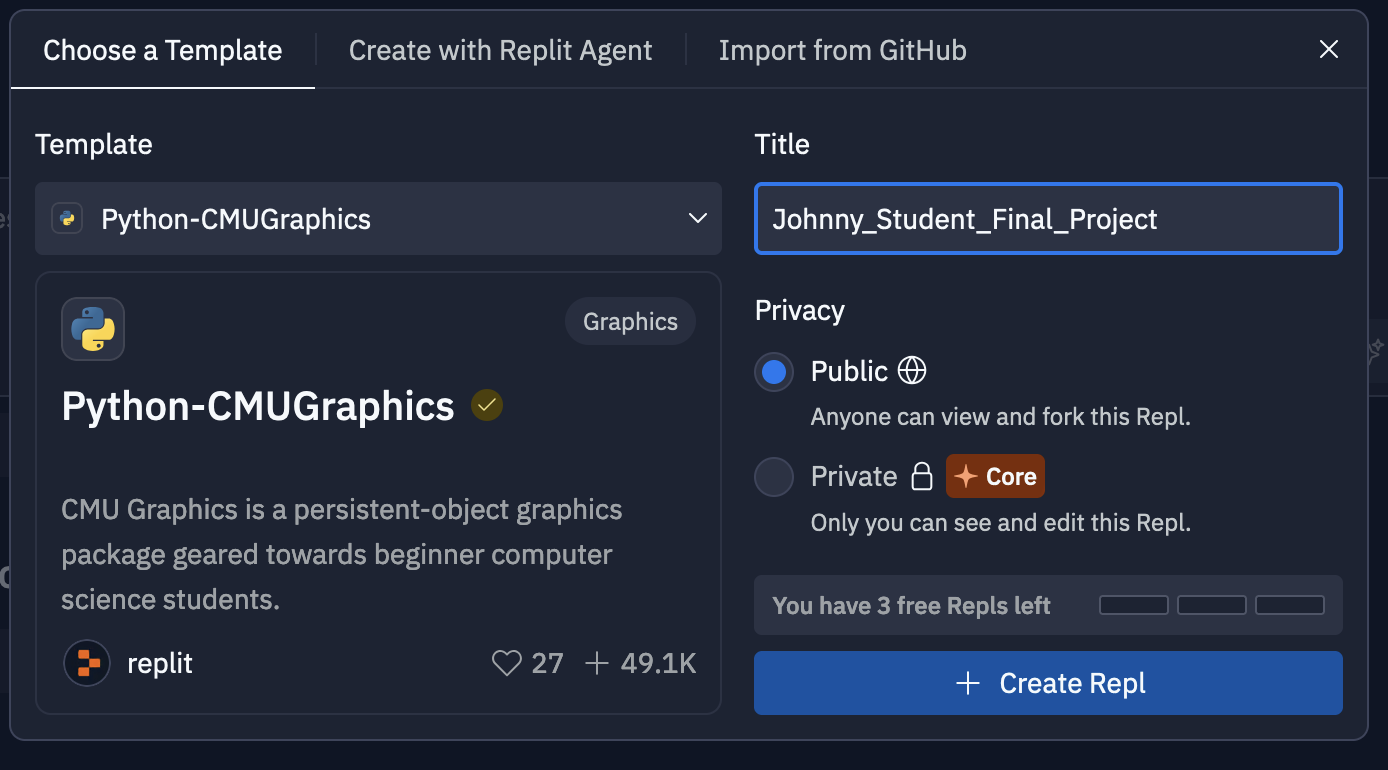 Choose a Template
Create with Replit Agent
Import from GitHub
Template
Python-CMUGraphics
Graphics
Python-CMUGraphics
CMU Graphics is a persistent-object graphics
package geared towards beginner computer
science students.
replit
27
49.1K
Title
Johnny_Student_Final_Project
Privacy
Public
Anyone can view and fork this Repl.
Private
Core
Only you can see and edit this Repl.
You have 3 free Repls left
Create Repl